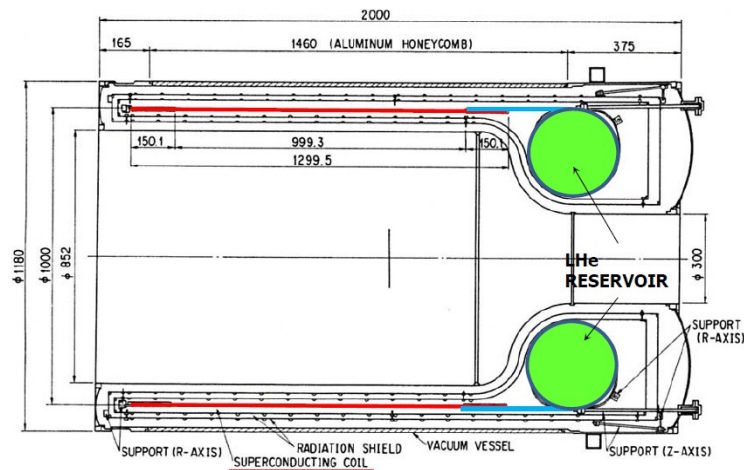 2000
165
1460 (ALUMINUM HONEYCOMB)
375
150.1
999.3
150.1
1299.5
ϕ1180
ϕ1000
ϕ852
ϕ300
LHe
RESERVOIR
SUPPORT
(R-AXIS)
SUPPORT (R-AXIS)
RADIATION SHIELD
SUPERCONDUCTING COIL
VACUUM VESSEL
SUPPORT (Z-AXIS)